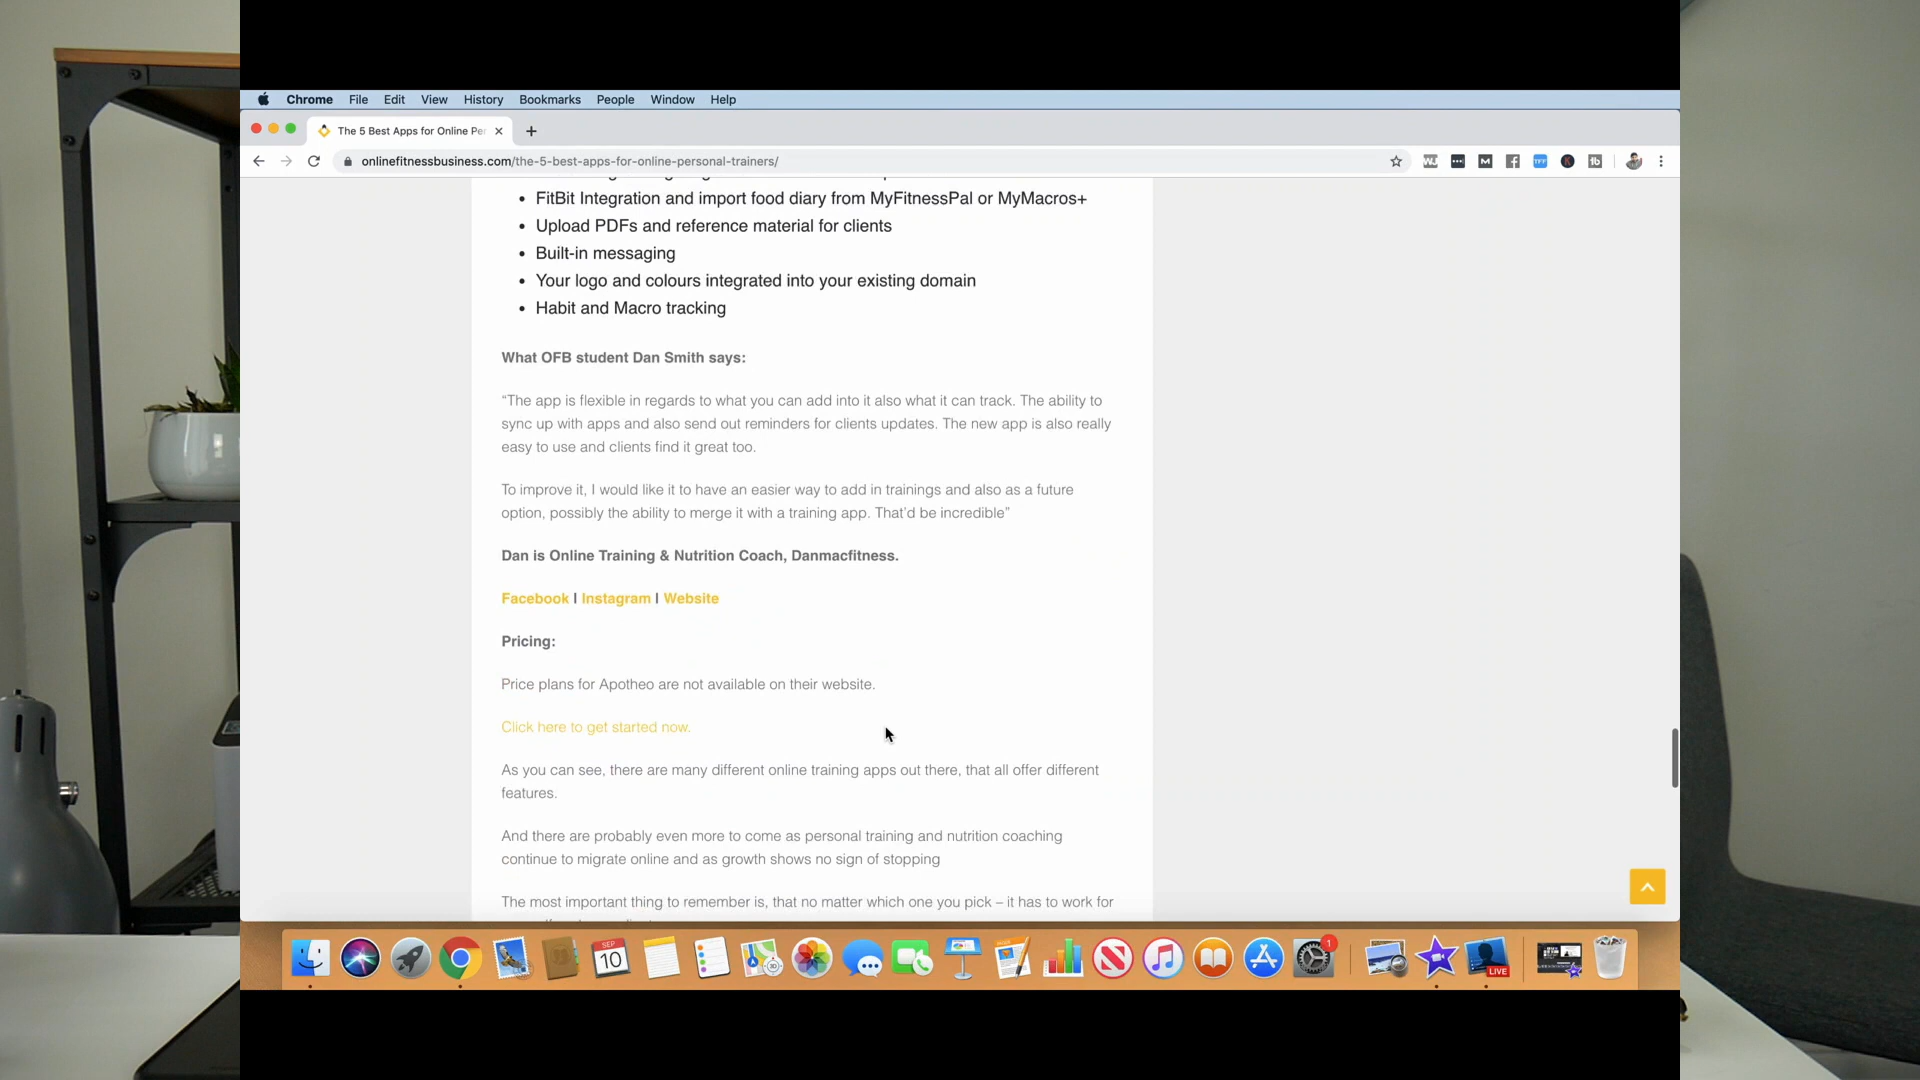 Chrome File Edit View History Bookmarks People Window Help
The 5 Best Apps for Online Per
onlinefitnessbusiness.com/the-5-best-apps-for-online-personal-trainers/
• FitBit Integration and import food diary from MyFitnessPal or MyMacros+
• Upload PDFs and reference material for clients
• Built-in messaging
• Your logo and colours integrated into your existing domain
• Habit and Macro tracking
What OFB student Dan Smith says:
“The app is flexible in regards to what you can add into it also what it can track. The ability to
sync up with apps and also send out reminders for clients updates. The new app is also really
easy to use and clients find it great too.
To improve it, I would like it to have an easier way to add in trainings and also as a future
option, possibly the ability to merge it with a training app. That’d be incredible”
Dan is Online Training & Nutrition Coach, Danmacfitness.
Facebook | Instagram | Website
Pricing:
Price plans for Apotheo are not available on their website.
Click here to get started now.
As you can see, there are many different online training apps out there, that all offer different
features.
And there are probably even more to come as personal training and nutrition coaching
continue to migrate online and as growth shows no sign of stopping
The most important thing to remember is, that no matter which one you pick – it has to work for
SEP
10
1
LIVE